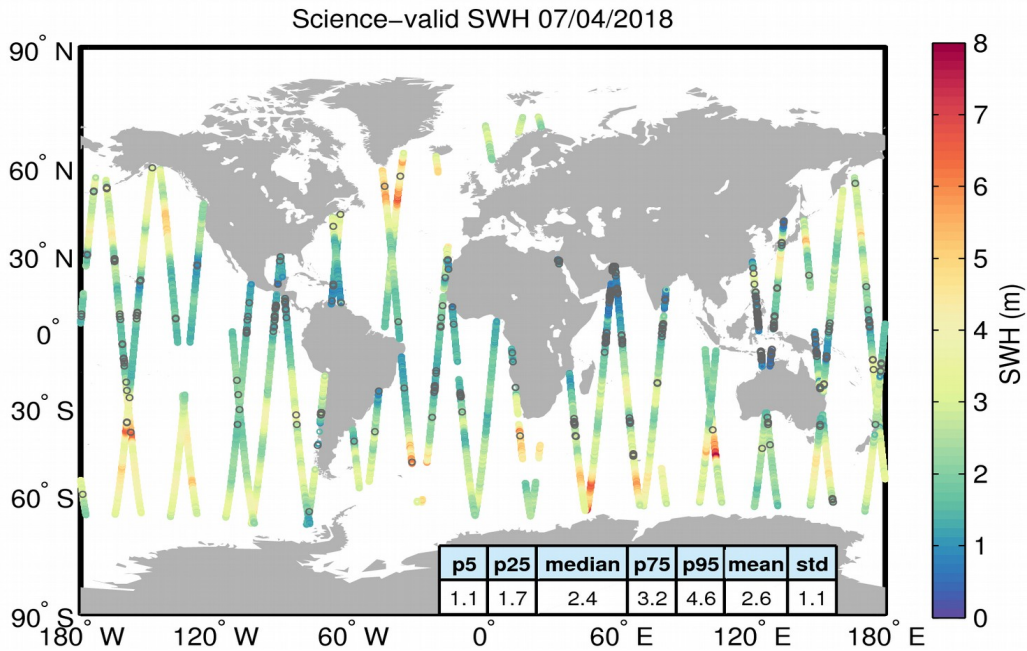 Science−valid SWH 07/04/2018
90° N
60° N
30° N
0°
30° S
60° S
90° S
180° W
120° W
60° W
0°
60° E
120° E
180° E
p5 p25 median p75 p95 mean std
1.1 1.7 2.4 3.2 4.6 2.6 1.1
8
7
6
5
4
3
2
1
0
SWH (m)